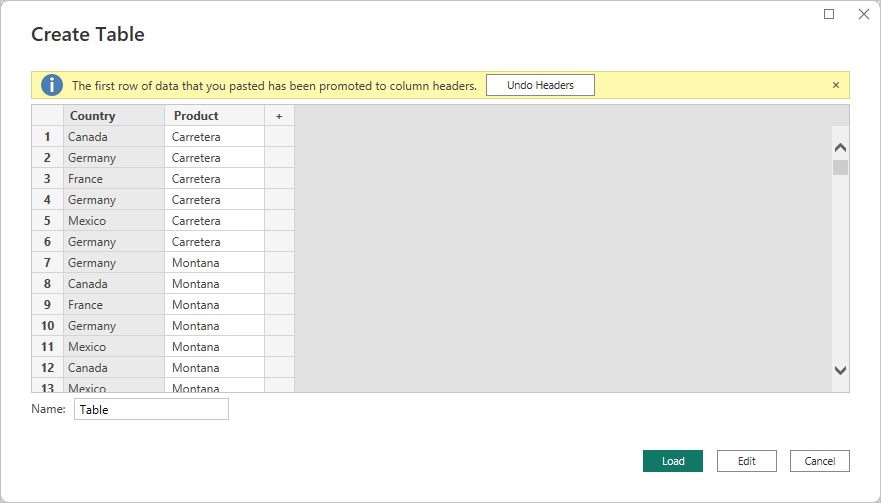 Create Table
The first row of data that you pasted has been promoted to column headers. Undo Headers ×
Country Product +
1 Canada Carretera
2 Germany Carretera
3 France Carretera
4 Germany Carretera
5 Mexico Carretera
6 Germany Carretera
7 Germany Montana
8 Canada Montana
9 France Montana
10 Germany Montana
11 Mexico Montana
12 Canada Montana
13 Mexico Montana
Name: Table
Load Edit Cancel